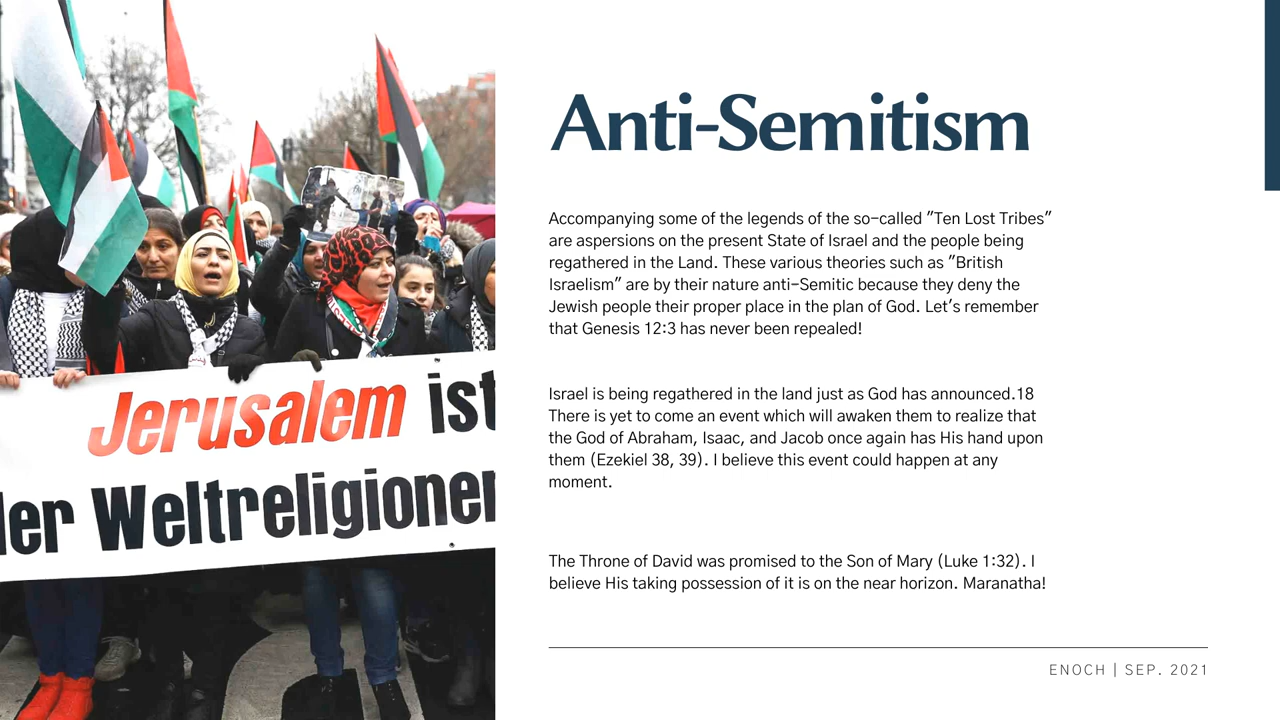 Jerusalem ist
der Weltreligionen
Anti-Semitism
Accompanying some of the legends of the so-called "Ten Lost Tribes"
are aspersions on the present State of Israel and the people being
regathered in the Land. These various theories such as "British
Israelism" are by their nature anti-Semitic because they deny the
Jewish people their proper place in the plan of God. Let's remember
that Genesis 12:3 has never been repealed!
Israel is being regathered in the land just as God has announced.18
There is yet to come an event which will awaken them to realize that
the God of Abraham, Isaac, and Jacob once again has His hand upon
them (Ezekiel 38, 39). I believe this event could happen at any
moment.
The Throne of David was promised to the Son of Mary (Luke 1:32). I
believe His taking possession of it is on the near horizon. Maranatha!
ENOCH | SEP. 2021